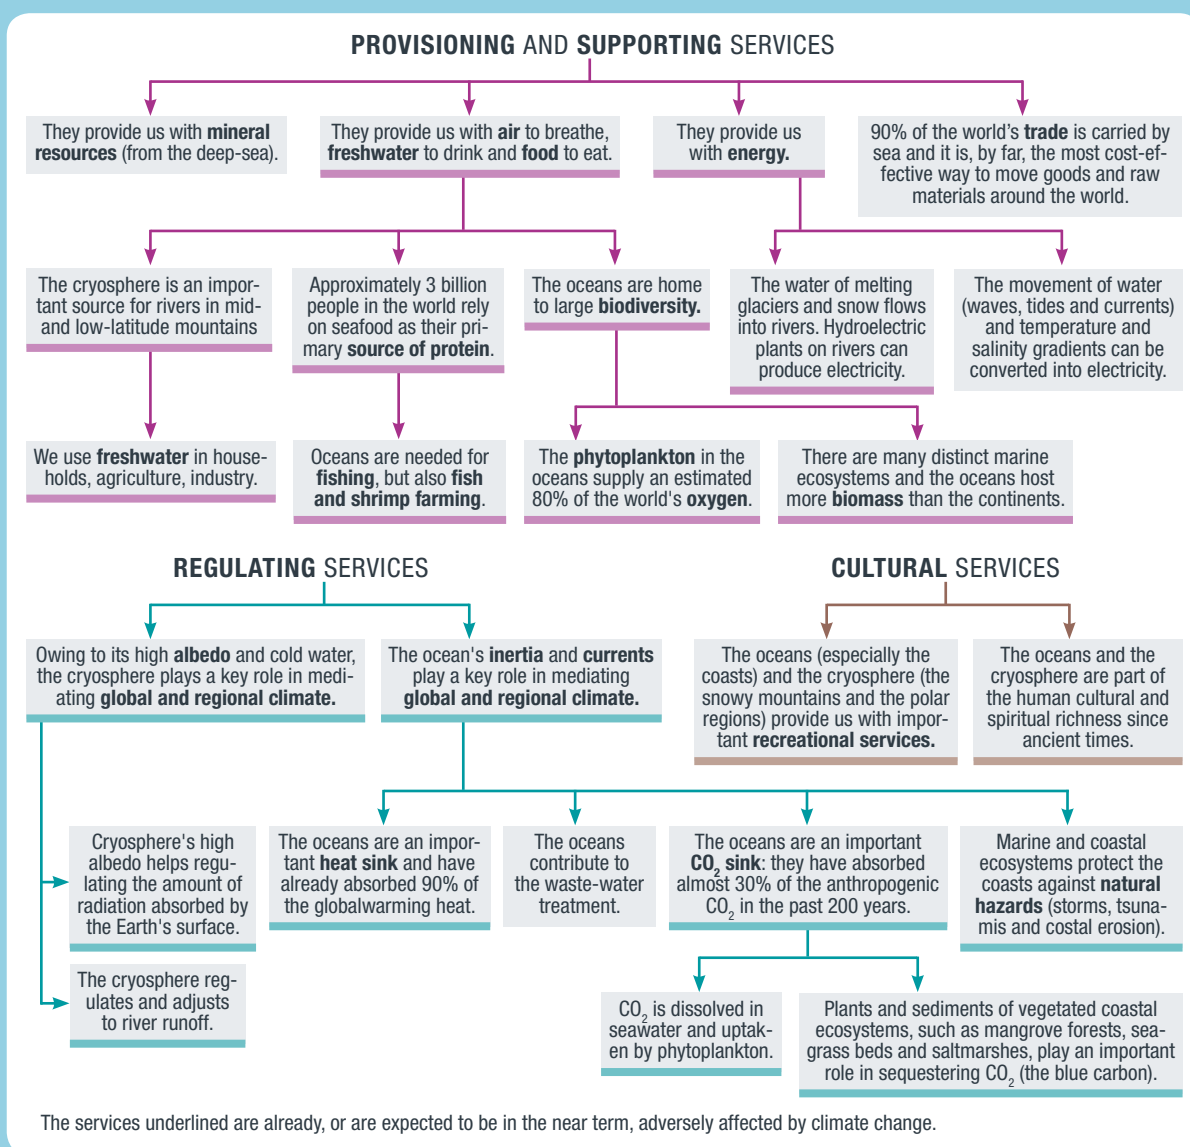 PROVISIONING AND SUPPORTING SERVICES
They provide us with mineral
resources (from the deep-sea).
They provide us with air to breathe,
freshwater to drink and food to eat.
They provide us
with energy.
90% of the world's trade is carried by
sea and it is, by far, the most cost-ef-
fective way to move goods and raw
materials around the world.
The cryosphere is an impor-
tant source for rivers in mid-
and low-latitude mountains
Approximately 3 billion
people in the world rely
on seafood as their pri-
mary source of protein.
The oceans are home
to large biodiversity.
The water of melting
glaciers and snow flows
into rivers. Hydroelectric
plants on rivers can
produce electricity.
The movement of water
(waves, tides and currents)
and temperature and
salinity gradients can be
converted into electricity.
We use freshwater in house-
holds, agriculture, industry.
Oceans are needed for
fishing, but also fish
and shrimp farming.
The phytoplankton in the
oceans supply an estimated
80% of the world's oxygen.
There are many distinct marine
ecosystems and the oceans host
more biomass than the continents.
REGULATING SERVICES
Owing to its high albedo and cold water,
the cryosphere plays a key role in medi-
ating global and regional climate.
The ocean's inertia and currents
play a key role in mediating
global and regional climate.
Cryosphere's high
albedo helps regu-
lating the amount of
radiation absorbed by
the Earth's surface.
The cryosphere reg-
ulates and adjusts
to river runoff.
The oceans are an impor-
tant heat sink and have
already absorbed 90% of
the globalwarming heat.
The oceans
contribute to
the waste-water
treatment.
The oceans are an important
CO₂ sink: they have absorbed
almost 30% of the anthropogenic
CO₂ in the past 200 years.
Marine and coastal
ecosystems protect the
coasts against natural
hazards (storms, tsuna-
mis and costal erosion).
CO₂ is dissolved in
seawater and uptak-
en by phytoplankton.
Plants and sediments of vegetated coastal
ecosystems, such as mangrove forests, sea-
grass beds and saltmarshes, play an important
role in sequestering CO₂ (the blue carbon).
CULTURAL SERVICES
The oceans (especially the
coasts) and the cryosphere (the
snowy mountains and the polar
regions) provide us with impor-
tant recreational services.
The oceans and the
cryosphere are part of
the human cultural and
spiritual richness since
ancient times.
The services underlined are already, or are expected to be in the near term, adversely affected by climate change.